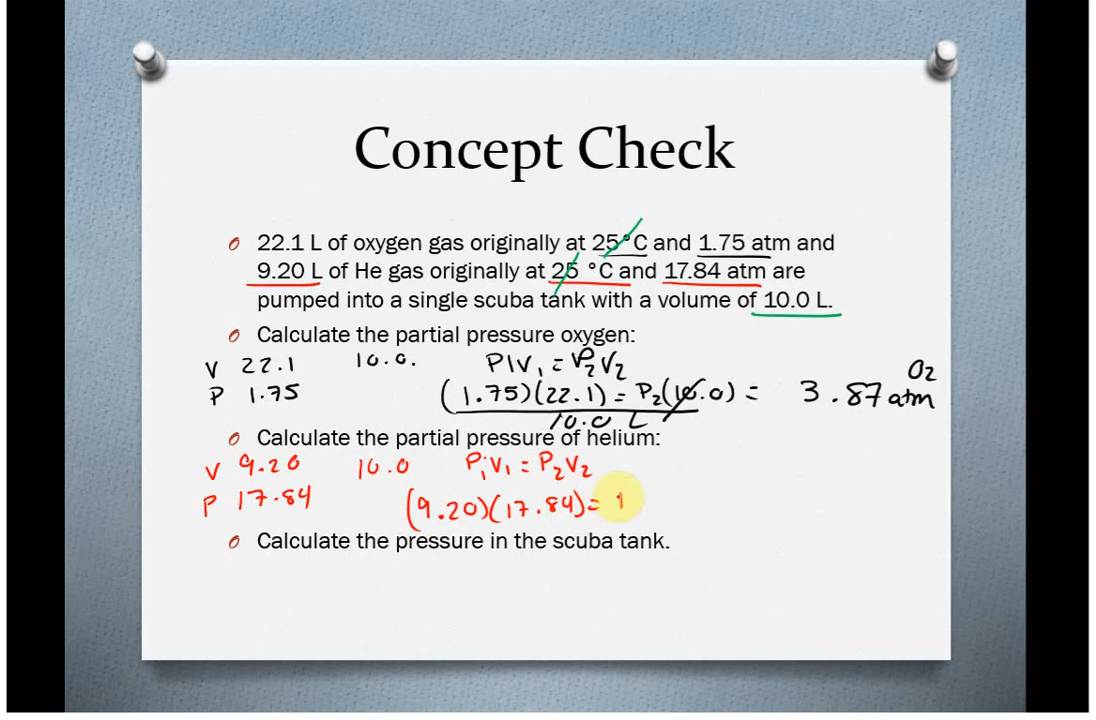 Concept Check
O 22.1 L of oxygen gas originally at 25°C and 1.75 atm and
9.20 L of He gas originally at 25 °C and 17.84 atm are
pumped into a single scuba tank with a volume of 10.0 L.
O Calculate the partial pressure oxygen:
V 22.1 10.0. P1V1 = P2V2
P 1.75 (1.75)(22.1) = P2(10.0) = 3.87 atm O2
10.0 L
O Calculate the partial pressure of helium:
V 9.20 10.0 P1V1 = P2V2
P 17.84 (9.20)(17.84) =
O Calculate the pressure in the scuba tank.